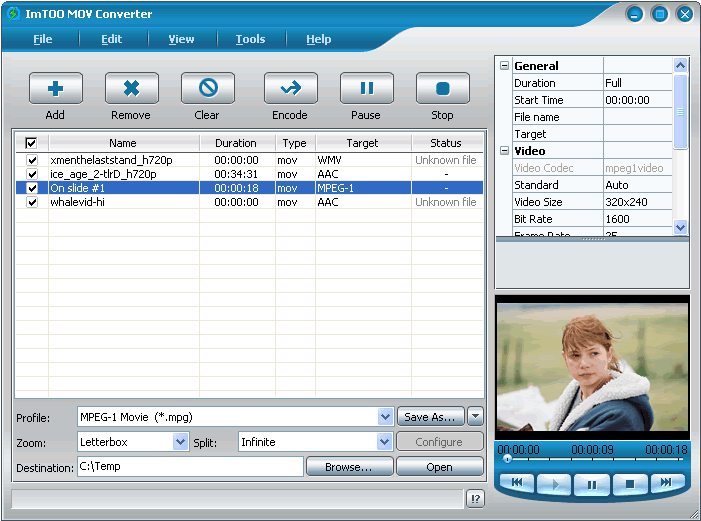 ImTOO MOV Converter
File Edit View Tools Help
Add Remove Clear Encode Pause Stop
Name Duration Type Target Status
xmenthelaststand_h720p 00:00:00 mov WMV Unknown file
ice_age_2-tlrD_h720p 00:34:31 mov AAC -
On slide #1 00:00:18 mov MPEG-1 -
whalevid-hi 00:00:00 mov AAC Unknown file
Profile: MPEG-1 Movie (*.mpg) Save As...
Zoom: Letterbox Split: Infinite Configure
Destination: C:\Temp Browse... Open
!?
General
Duration Full
Start Time 00:00:00
File name
Target
Video
Video Codec mpeg1video
Standard Auto
Video Size 320x240
Bit Rate 1600
Frame Rate 25
00:00:00 00:00:09 00:00:18